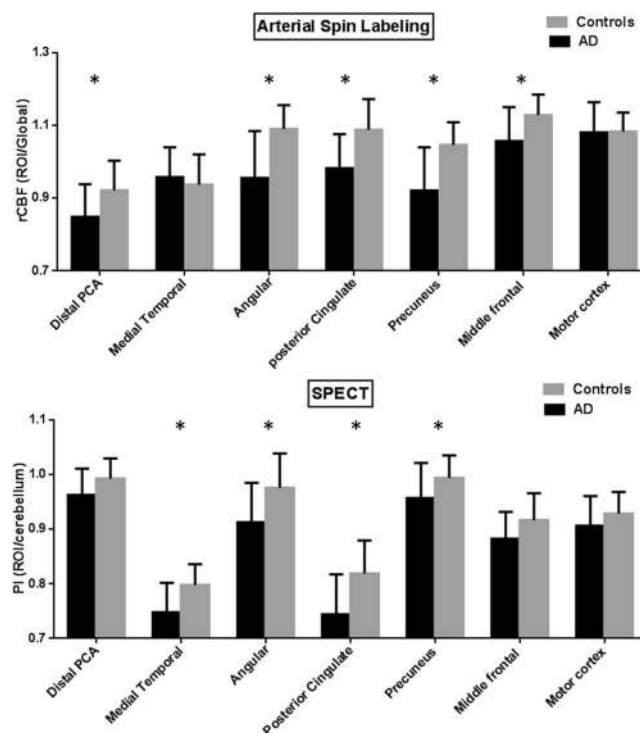 Arterial Spin Labeling
Controls
AD
1.3
1.1
0.9
0.7
rCBF (ROI/Global)
* * * * *
Distal PCA
Medial Temporal
Angular
posterior Cingulate
Precuneus
Middle frontal
Motor cortex
SPECT
Controls
AD
1.1
1.0
0.9
0.8
0.7
PI (ROI/cerebellum)
* * * *
Distal PCA
Medial Temporal
Angular
Posterior Cingulate
Precuneus
Middle frontal
Motor cortex